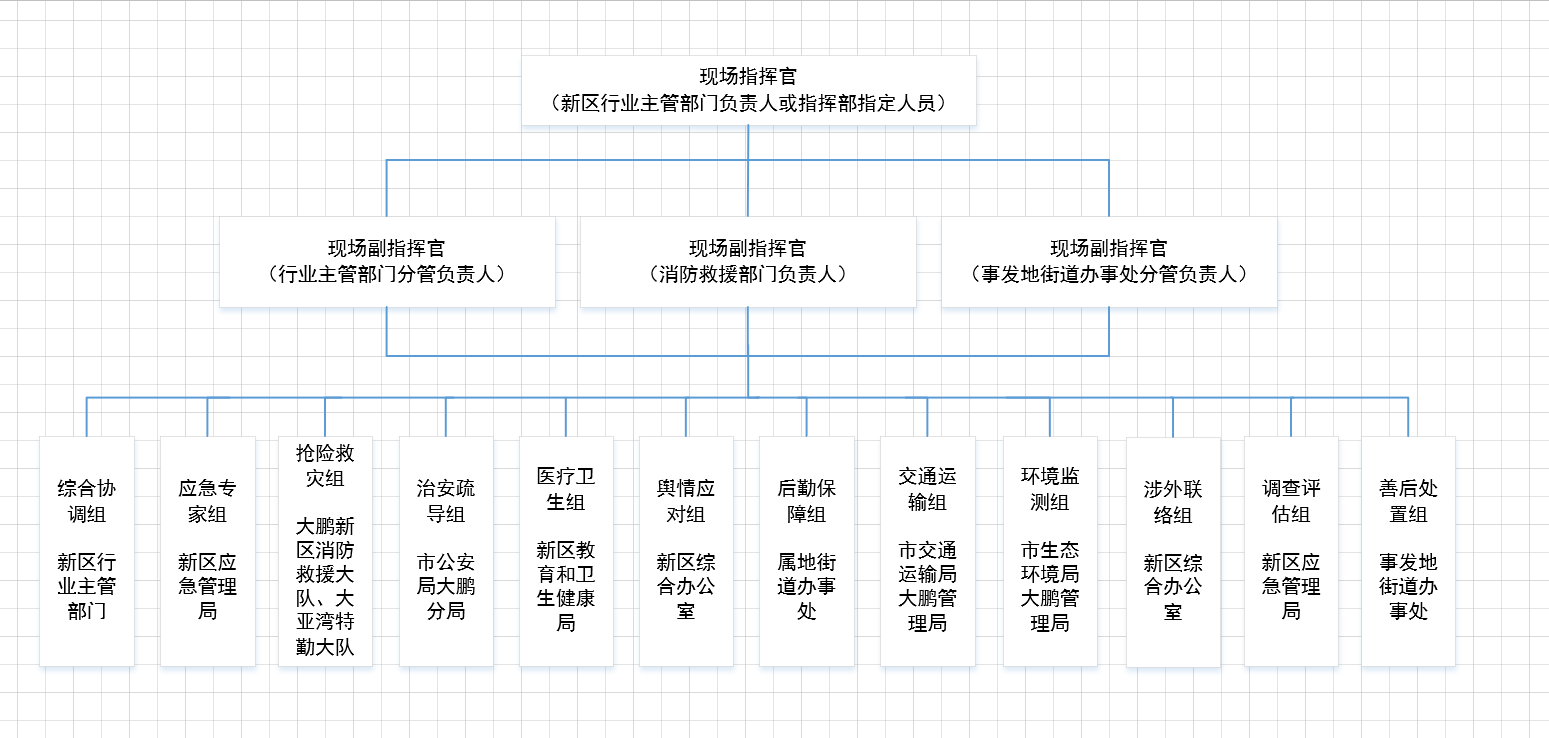 现场指挥官
（新区行业主管部门负责人或指挥部指定人员）
现场副指挥官
（行业主管部门分管负责人）
现场副指挥官
（消防救援部门负责人）
现场副指挥官
（事发地街道办事处分管负责人）
综合协
调组
新区行
业主管
部门
应急专
家组
新区应
急管理
局
抢险救
灾组
大鹏新
区消防
救援大
队、大
亚湾特
勤大队
治安疏
导组
市公安
局大鹏
分局
医疗卫
生组
新区教
育和卫
生健康
局
舆情应
对组
新区综
合办公
室
后勤保
障组
属地街
道办事
处
交通运
输组
市交通
运输局
大鹏管
理局
环境监
测组
市生态
环境局
大鹏管
理局
涉外联
络组
新区综
合办公
室
调查评
估组
新区应
急管理
局
善后处
置组
事发地
街道办
事处